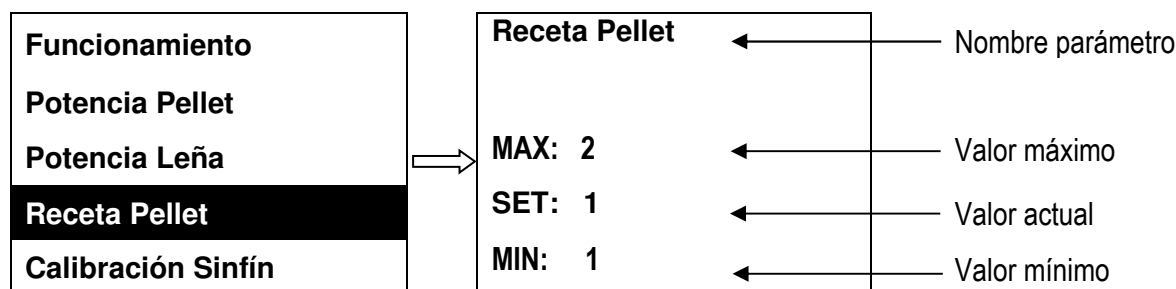 Funcionamiento
Potencia Pellet
Potencia Leña
Receta Pellet
Calibración Sinfín
Receta Pellet
MAX: 2
SET: 1
MIN: 1
Nombre parámetro
Valor máximo
Valor actual
Valor mínimo